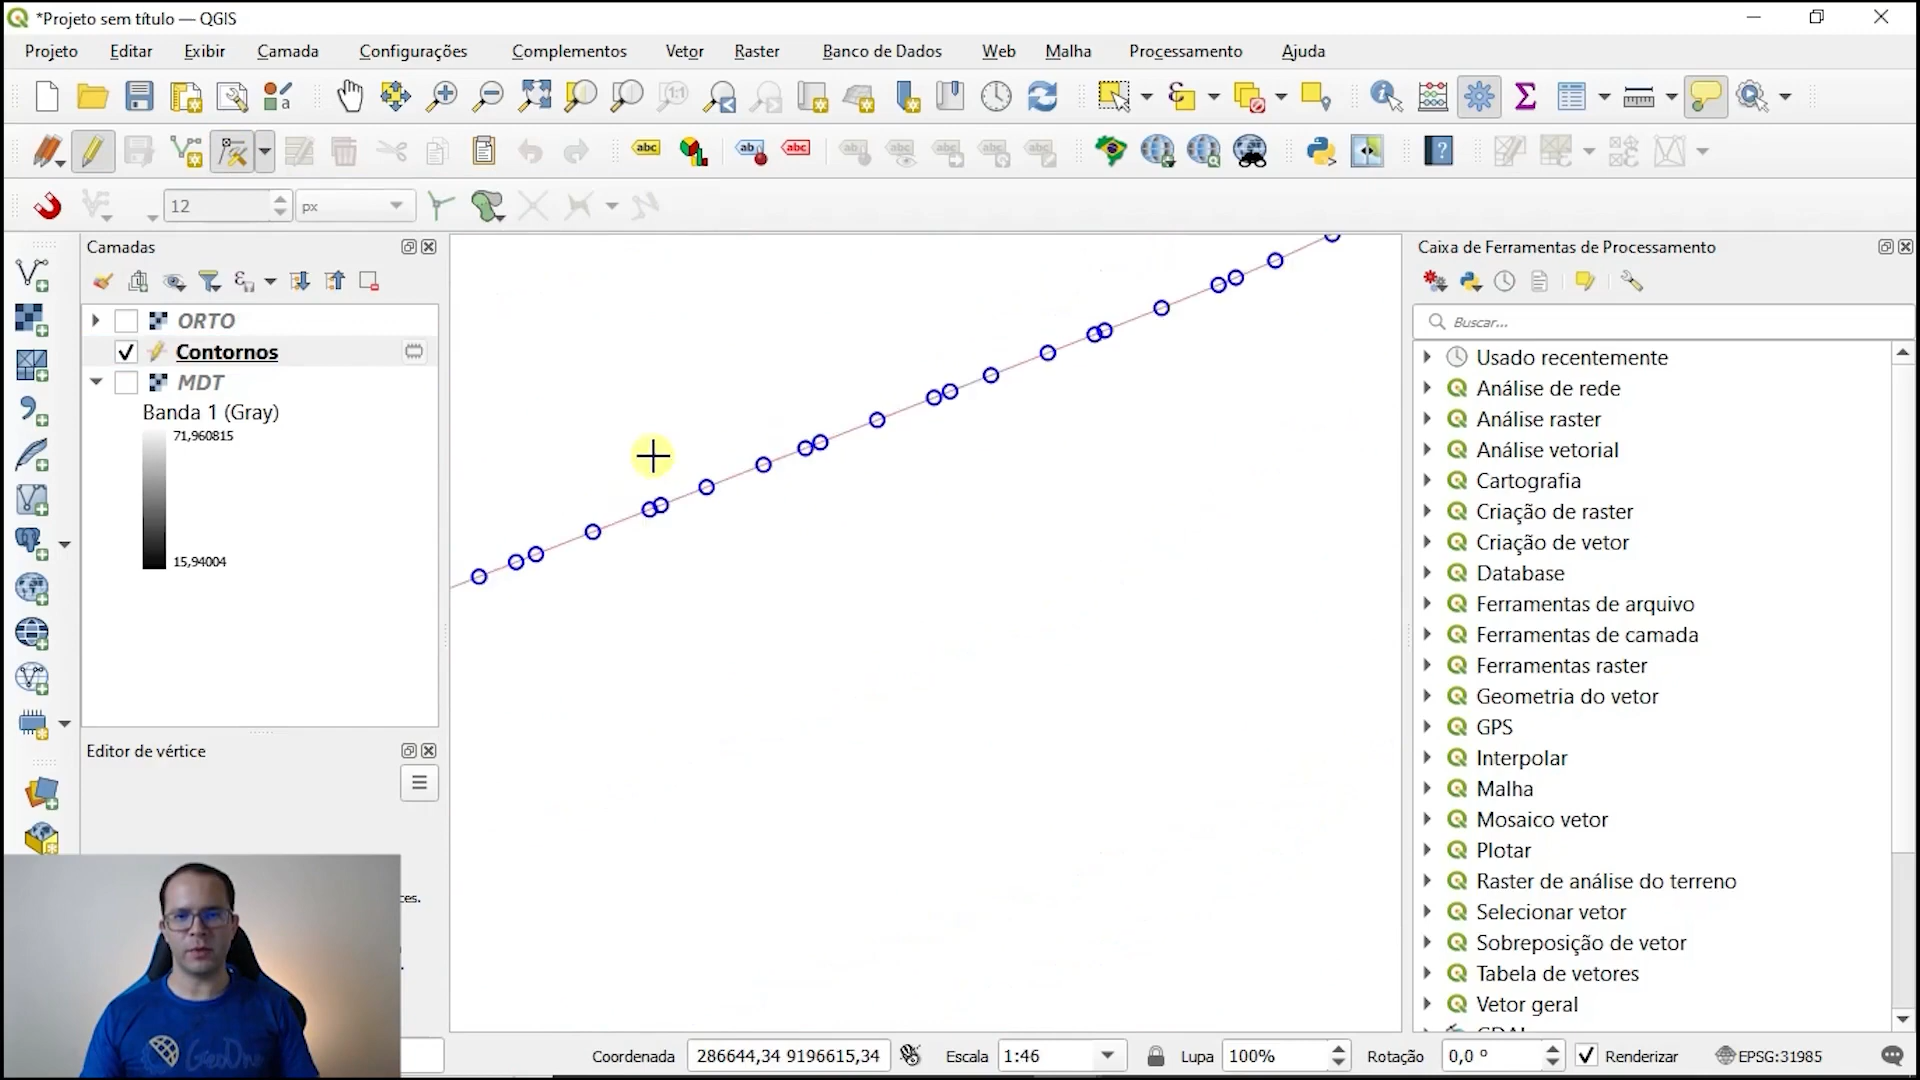 *Projeto sem título — QGIS
Projeto Editar Exibir Camada Configurações Complementos Vetor Raster Banco de Dados Web Malha Processamento Ajuda
12 px
Camadas
ORTO
Contornos
MDT
Banda 1 (Gray)
71,960815
15,94004
Editor de vértice
ces.
Caixa de Ferramentas de Processamento
Buscar...
Usado recentemente
Análise de rede
Análise raster
Análise vetorial
Cartografia
Criação de raster
Criação de vetor
Database
Ferramentas de arquivo
Ferramentas de camada
Ferramentas raster
Geometria do vetor
GPS
Interpolar
Malha
Mosaico vetor
Plotar
Raster de análise do terreno
Selecionar vetor
Sobreposição de vetor
Tabela de vetores
Vetor geral
GDAL
GeoOne
Coordenada 286644,34 9196615,34 Escala 1:46 Lupa 100% Rotação 0,0 ° Renderizar EPSG:31985